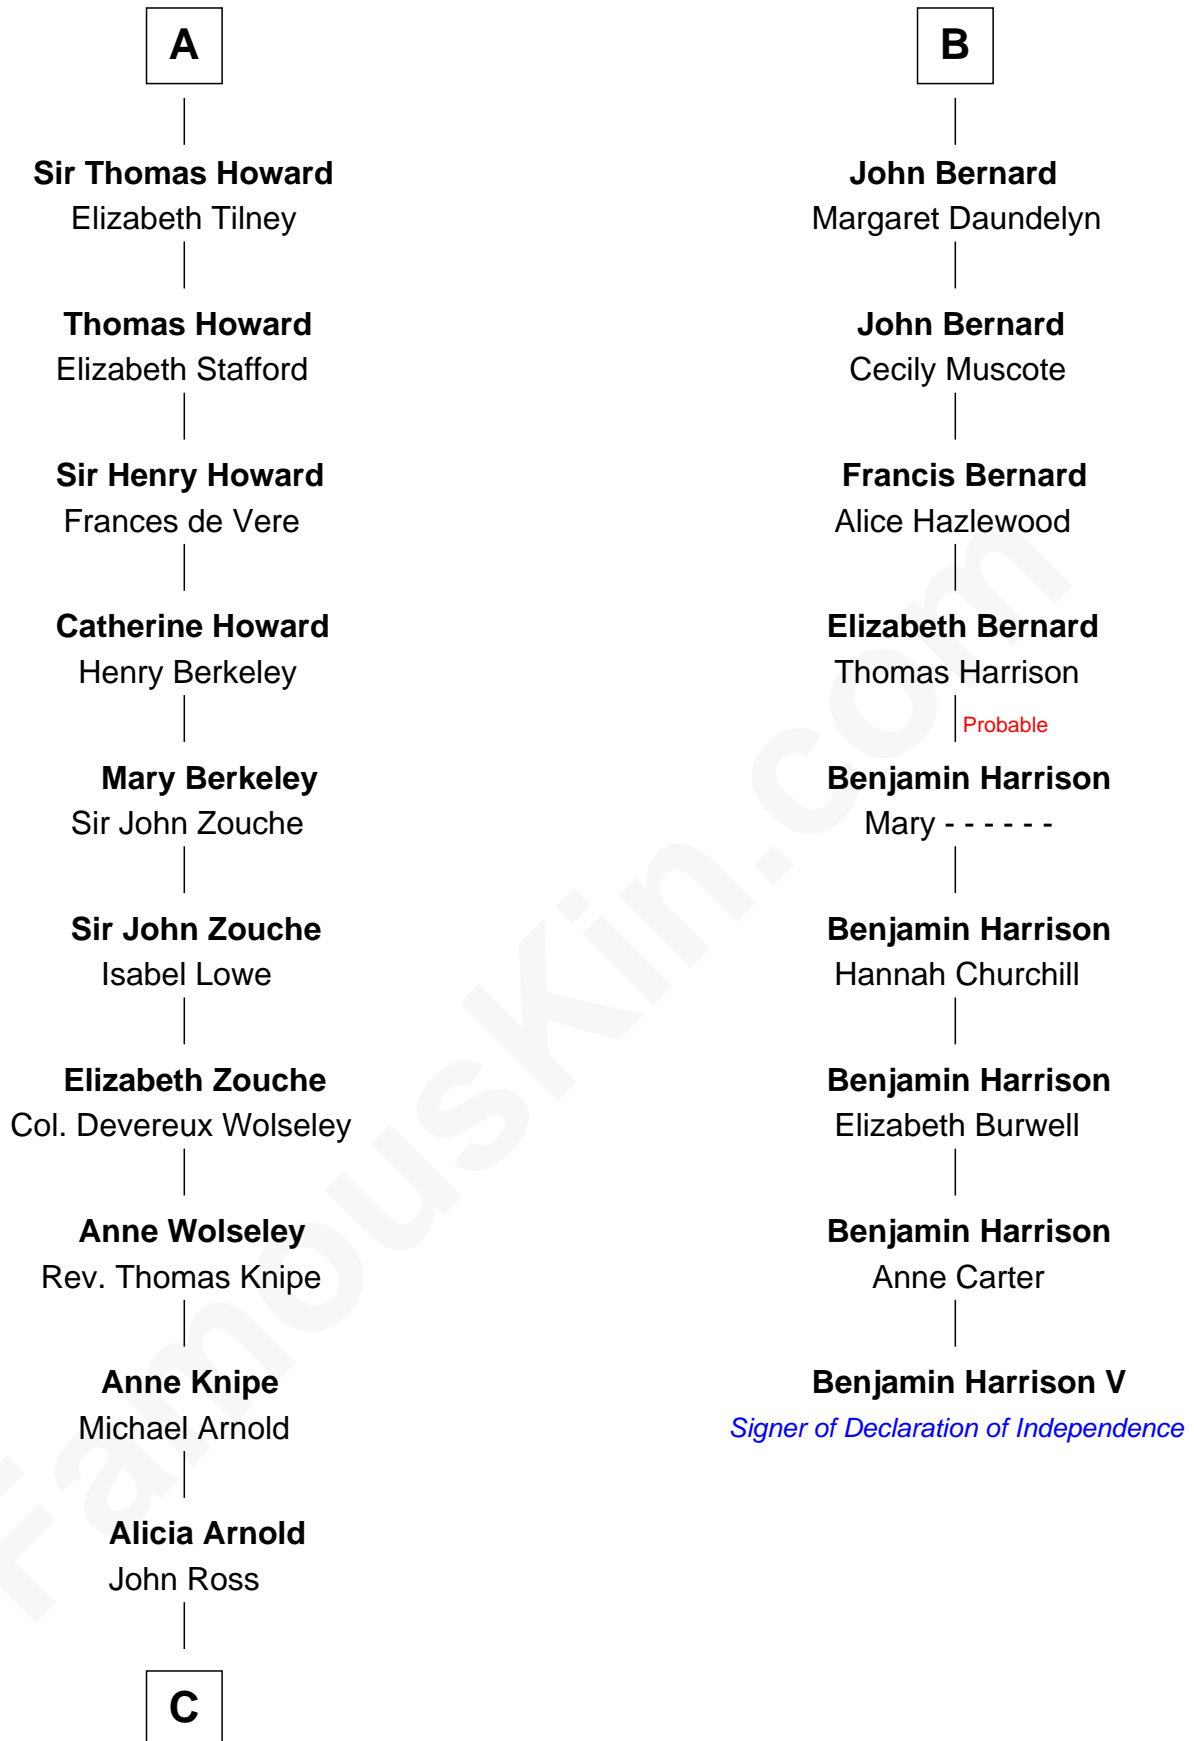 A
Sir Thomas Howard
Elizabeth Tilney
Thomas Howard
Elizabeth Stafford
Sir Henry Howard
Frances de Vere
Catherine Howard
Henry Berkeley
Mary Berkeley
Sir John Zouche
Sir John Zouche
Isabel Lowe
Elizabeth Zouche
Col. Devereux Wolseley
Anne Wolseley
Rev. Thomas Knipe
Anne Knipe
Michael Arnold
Alicia Arnold
John Ross
C
B
John Bernard
Margaret Daundelyn
John Bernard
Cecily Muscote
Francis Bernard
Alice Hazlewood
Elizabeth Bernard
Thomas Harrison
Probable
Benjamin Harrison
Mary - - - - - -
Benjamin Harrison
Hannah Churchill
Benjamin Harrison
Elizabeth Burwell
Benjamin Harrison
Anne Carter
Benjamin Harrison V
Signer of Declaration of Independence
FamousKin.com